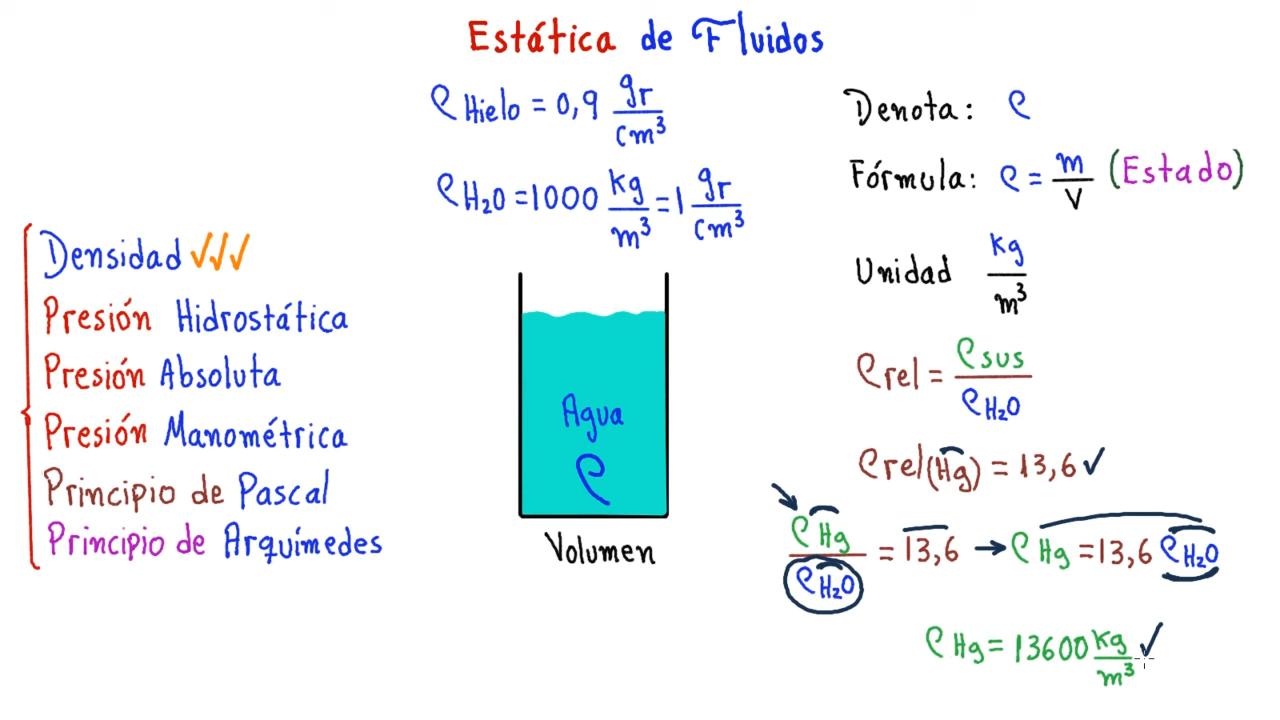 Estática de Fluidos
ρ Hielo = 0,9 gr/cm³
ρ H₂O = 1000 kg/m³ = 1 gr/cm³
Densidad ✓✓✓
Presión Hidrostática
Presión Absoluta
Presión Manométrica
Principio de Pascal
Principio de Arquímedes
Agua
ρ
Volumen
Denota: ρ
Fórmula: ρ = m/V (Estado)
Unidad kg/m³
ρrel = ρsus/ρH₂O
ρrel(Hg) = 13,6 ✓
ρHg/ρH₂O = 13,6 → ρHg = 13,6 ρH₂O
ρHg = 13600 kg/m³ ✓